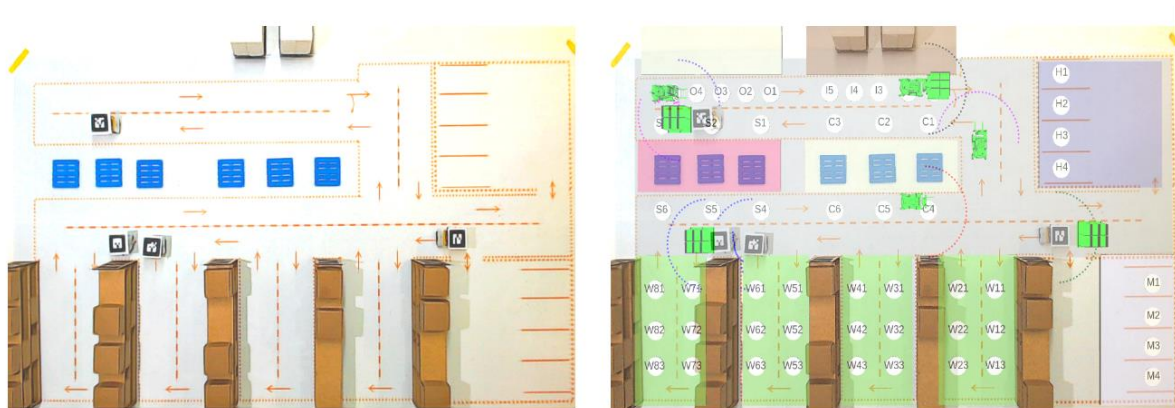 H1
O4 O3 O2 O1 I5 I4 I3
H2
S2 S1 C3 C2 C1
H3
H4
S6 S5 S4 C6 C5 C4
W81 W71 W61 W51 W41 W31 W21 W11
M1
M2
W82 W72 W62 W52 W42 W32 W22 W12
M3
W83 W73 W63 W53 W43 W33 W23 W13
M4